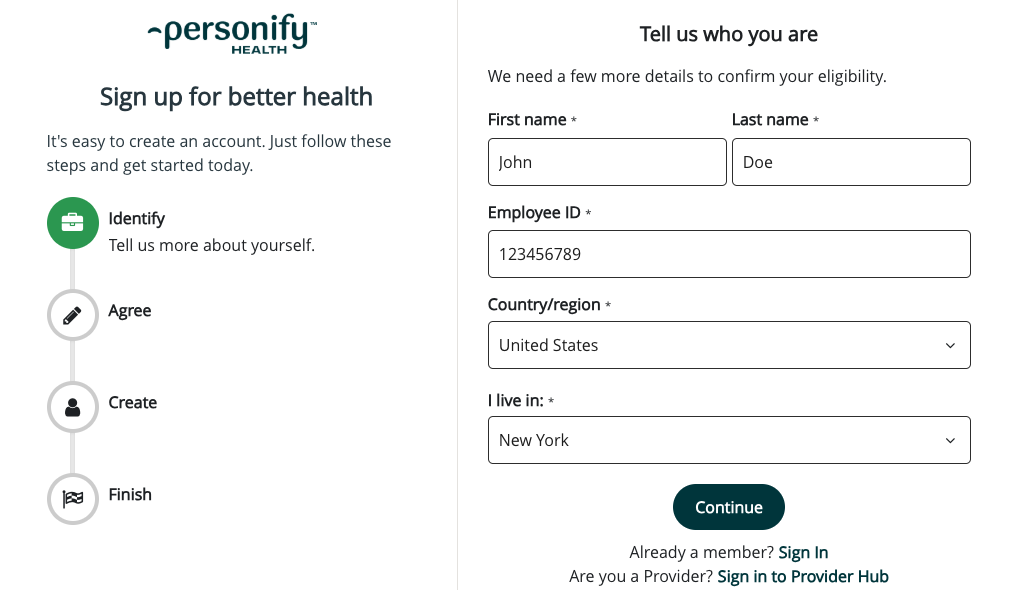 personify™
HEALTH
Sign up for better health
It's easy to create an account. Just follow these
steps and get started today.
Identify
Tell us more about yourself.
Agree
Create
Finish
Tell us who you are
We need a few more details to confirm your eligibility.
First name * Last name *
John Doe
Employee ID *
123456789
Country/region *
United States
I live in: *
New York
Continue
Already a member? Sign In
Are you a Provider? Sign in to Provider Hub